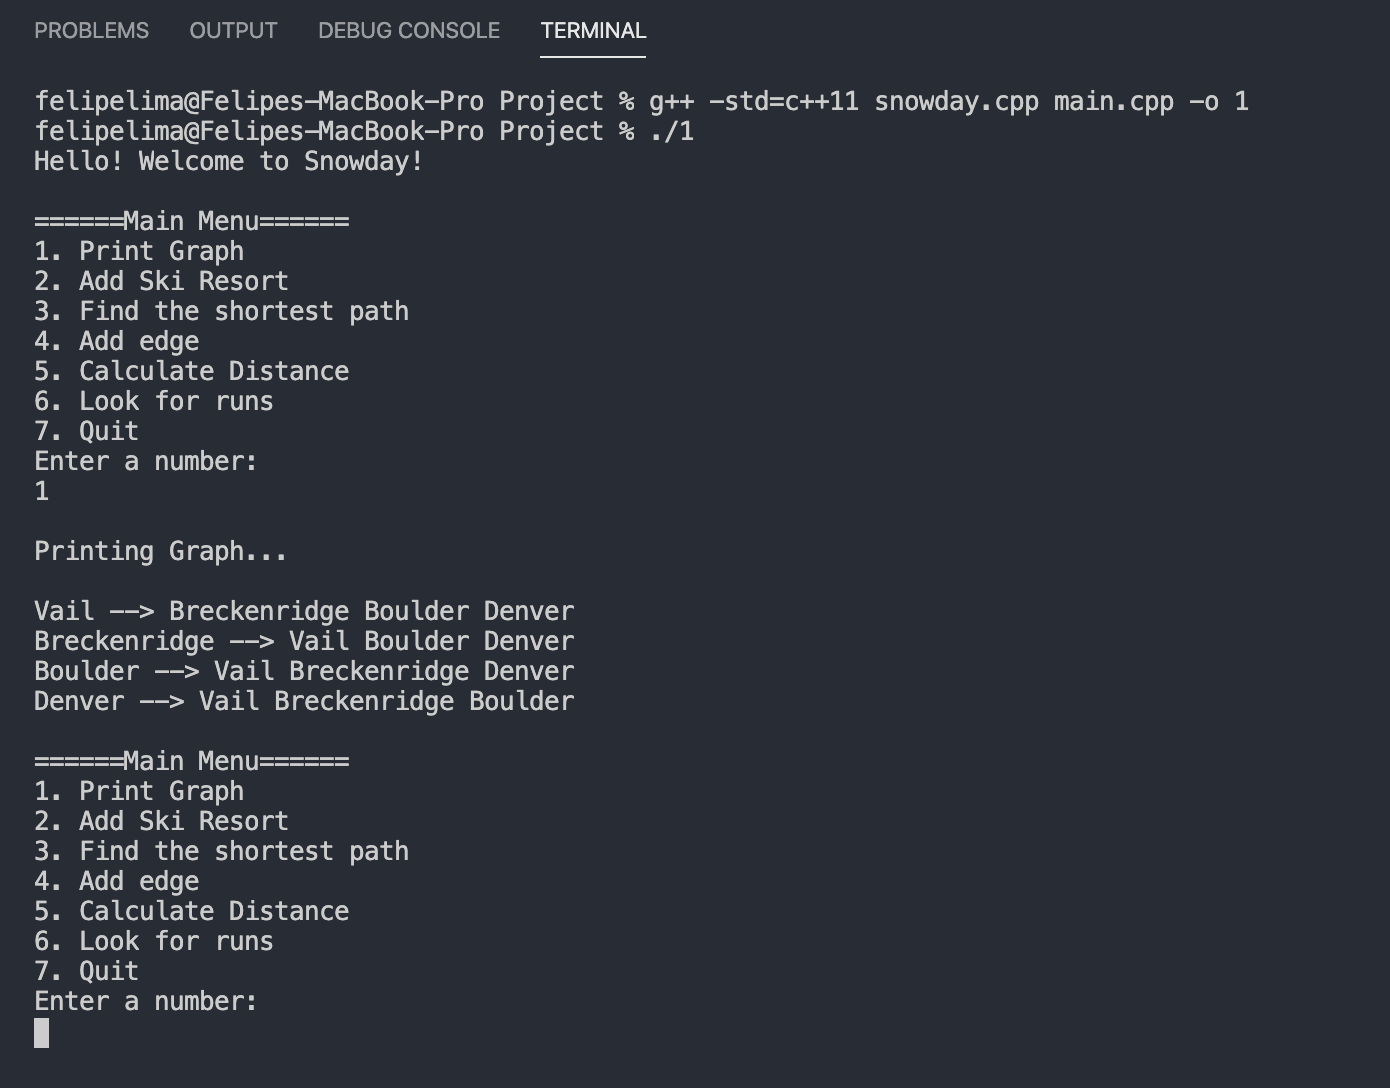 PROBLEMS OUTPUT DEBUG CONSOLE TERMINAL
felipelima@Felipes-MacBook-Pro Project % g++ -std=c++11 snowday.cpp main.cpp -o 1
felipelima@Felipes-MacBook-Pro Project % ./1
Hello! Welcome to Snowday!
======Main Menu======
1. Print Graph
2. Add Ski Resort
3. Find the shortest path
4. Add edge
5. Calculate Distance
6. Look for runs
7. Quit
Enter a number:
1
Printing Graph...
Vail --> Breckenridge Boulder Denver
Breckenridge --> Vail Boulder Denver
Boulder --> Vail Breckenridge Denver
Denver --> Vail Breckenridge Boulder
======Main Menu======
1. Print Graph
2. Add Ski Resort
3. Find the shortest path
4. Add edge
5. Calculate Distance
6. Look for runs
7. Quit
Enter a number: